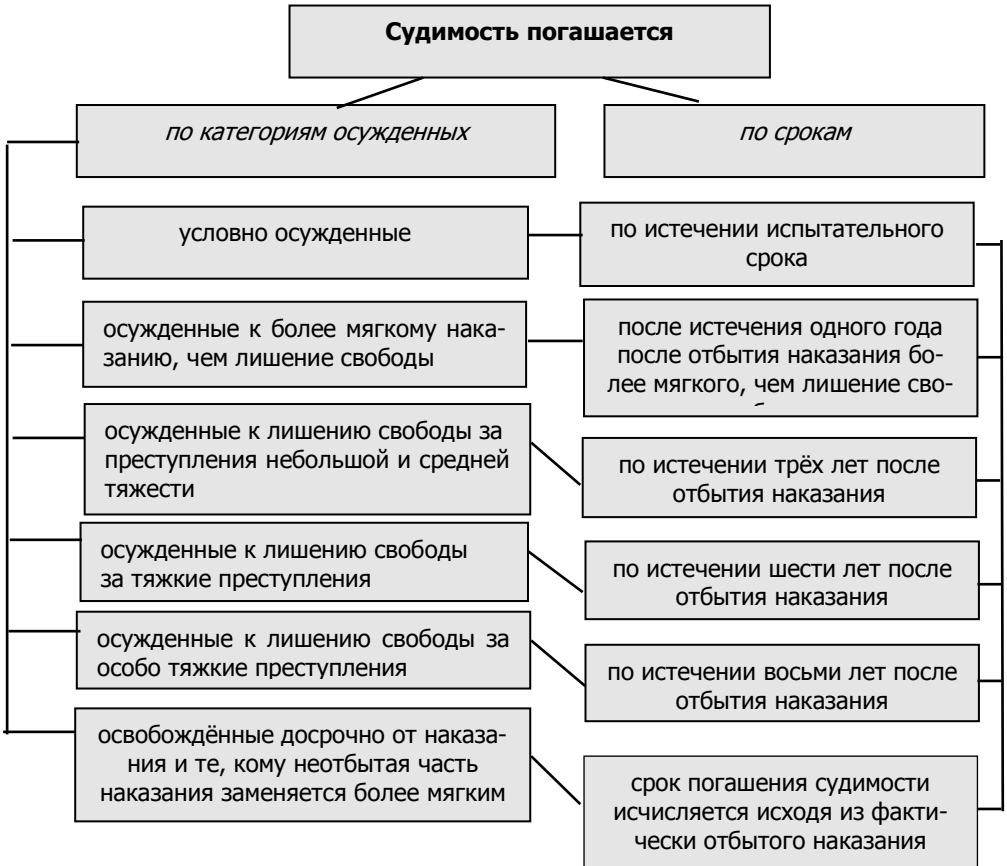 Судимость погашается
по категориям осужденных
по срокам
условно осужденные
по истечении испытательного
срока
осужденные к более мягкому нака-
занию, чем лишение свободы
после истечения одного года
после отбытия наказания бо-
лее мягкого, чем лишение сво-
осужденные к лишению свободы за
преступления небольшой и средней
тяжести
по истечении трёх лет после
отбытия наказания
осужденные к лишению свободы
за тяжкие преступления
по истечении шести лет после
отбытия наказания
осужденные к лишению свободы за
особо тяжкие преступления
по истечении восьми лет после
отбытия наказания
освобождённые досрочно от наказа-
ния и те, кому неотбытая часть
наказания заменяется более мягким
срок погашения судимости
исчисляется исходя из факти-
чески отбытого наказания